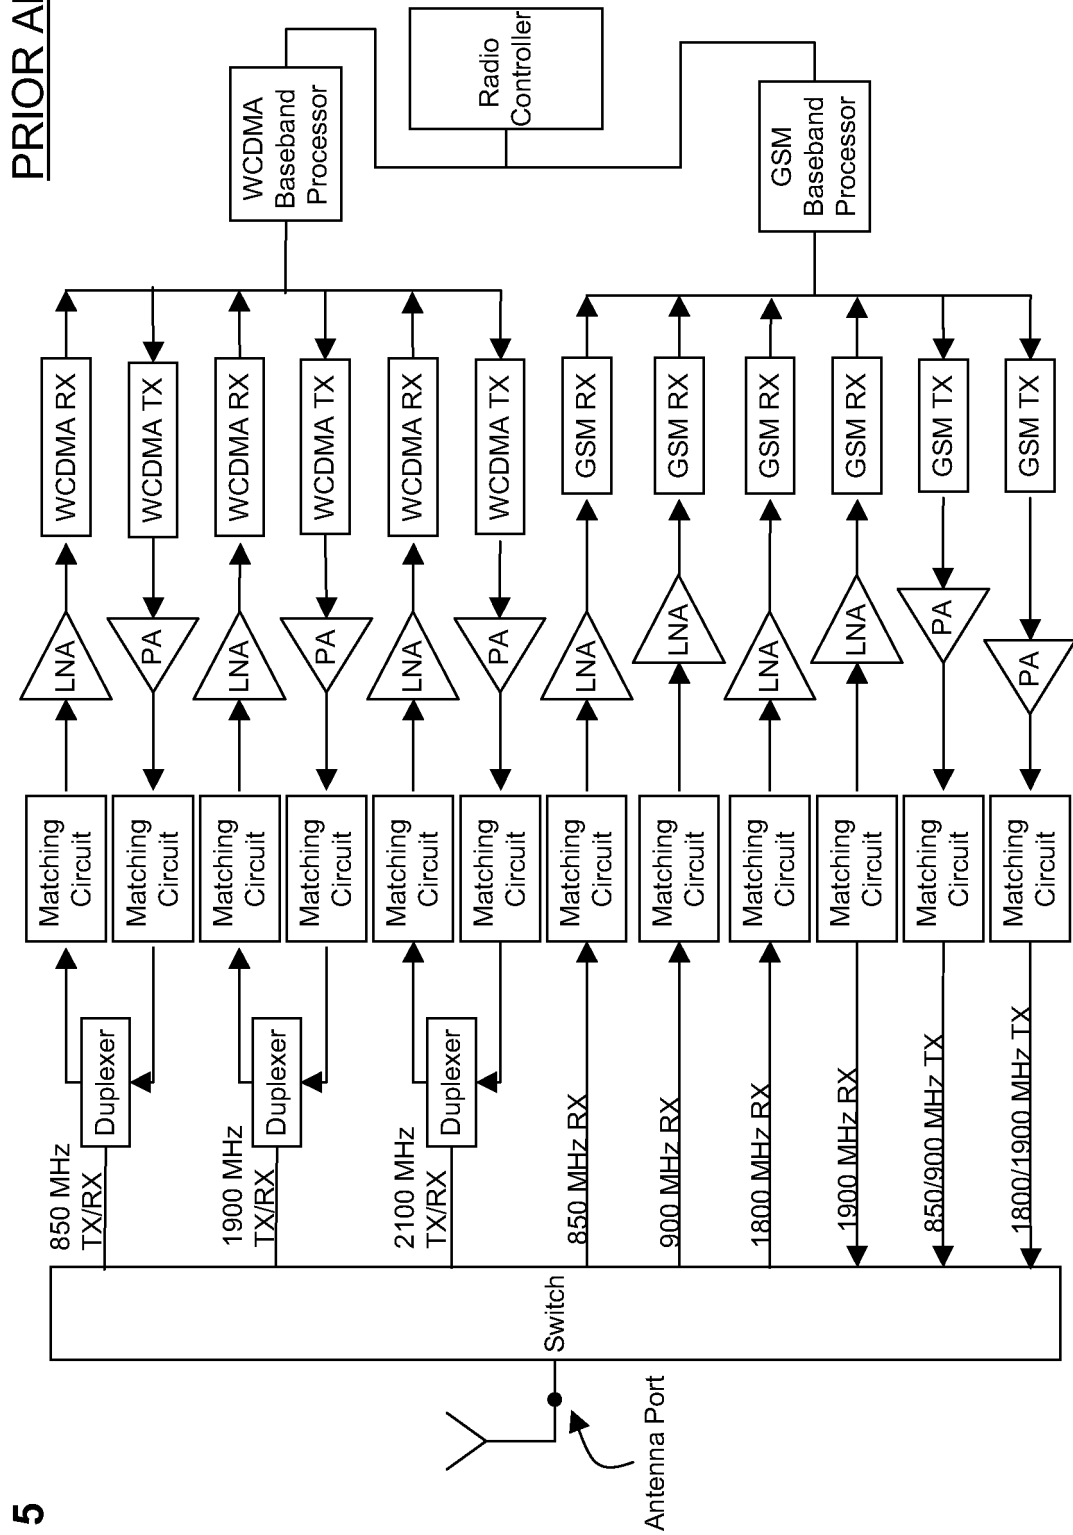 5
PRIOR
850 MHz
TX/RX
Duplexer
Matching
Circuit
LNA
WCDMA RX
Matching
Circuit
PA
WCDMA TX
1900 MHz
TX/RX
Duplexer
Matching
Circuit
LNA
WCDMA RX
Matching
Circuit
PA
WCDMA TX
2100 MHz
TX/RX
Duplexer
Matching
Circuit
LNA
WCDMA RX
Matching
Circuit
PA
WCDMA TX
WCDMA
Baseband
Processor
Radio
Controller
Switch
Antenna Port
850 MHz RX
Matching
Circuit
LNA
GSM RX
900 MHz RX
Matching
Circuit
LNA
GSM RX
1800 MHz RX
Matching
Circuit
LNA
GSM RX
1900 MHz RX
Matching
Circuit
LNA
GSM RX
850/900 MHz TX
Matching
Circuit
PA
GSM TX
1800/1900 MHz TX
Matching
Circuit
PA
GSM TX
GSM
Baseband
Processor